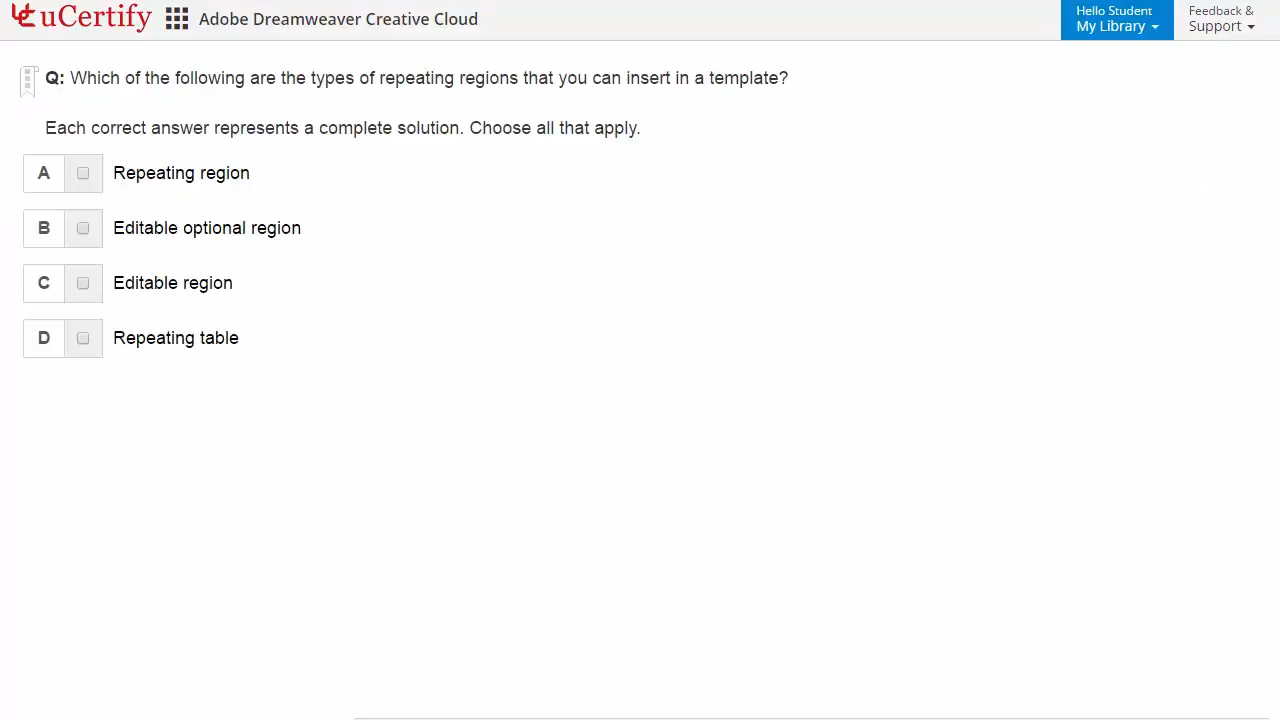 uCertify Adobe Dreamweaver Creative Cloud
Hello Student
My Library
Feedback &
Support
Q: Which of the following are the types of repeating regions that you can insert in a template?
Each correct answer represents a complete solution. Choose all that apply.
A Repeating region
B Editable optional region
C Editable region
D Repeating table